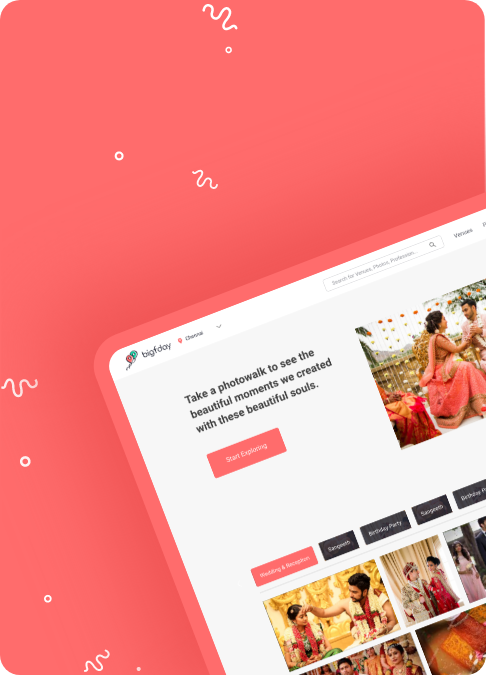 bigfday
Chennai
Search for Venues, Photos, Profession...
Venues
Take a photowalk to see the
beautiful moments we created
with these beautiful souls.
Start Exploring
Wedding & Reception
Sangeeth
Birthday Party
Sangeeth
Birthday P